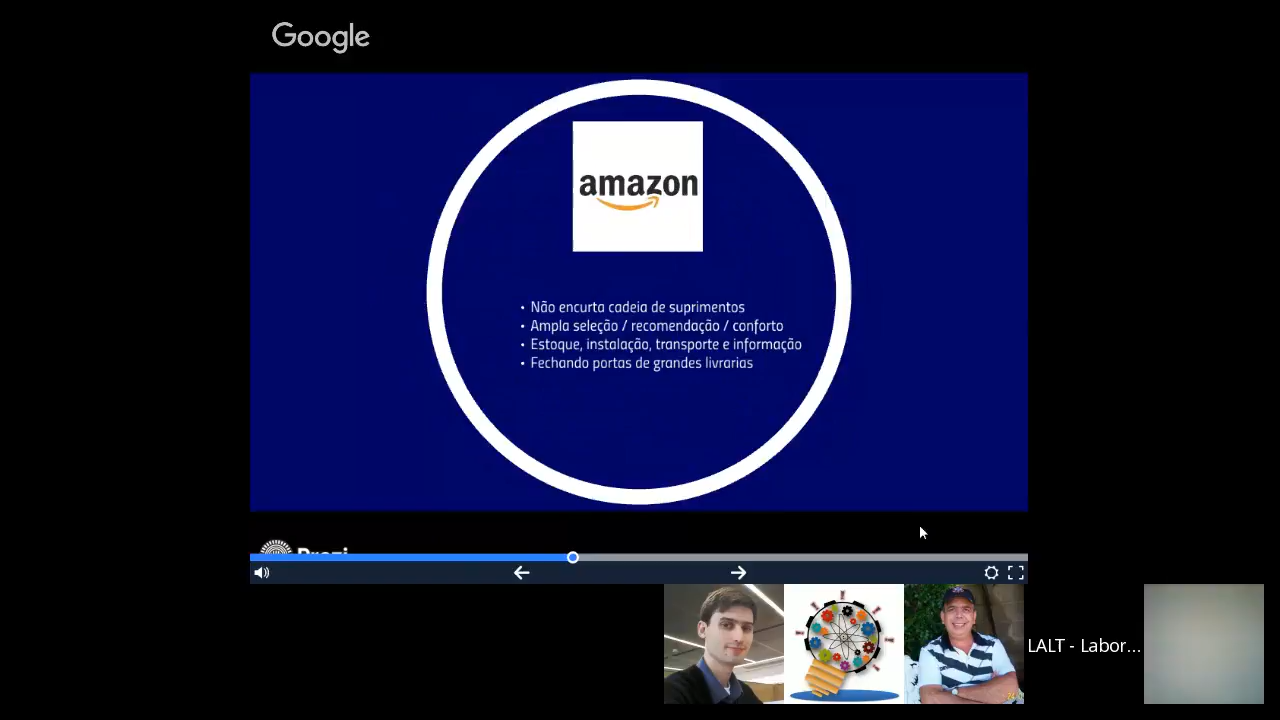 Google
amazon
• Não encurta cadeia de suprimentos
• Ampla seleção / recomendação / conforto
• Estoque, instalação, transporte e informação
• Fechando portas de grandes livrarias
Prezi
LALT - Labor...